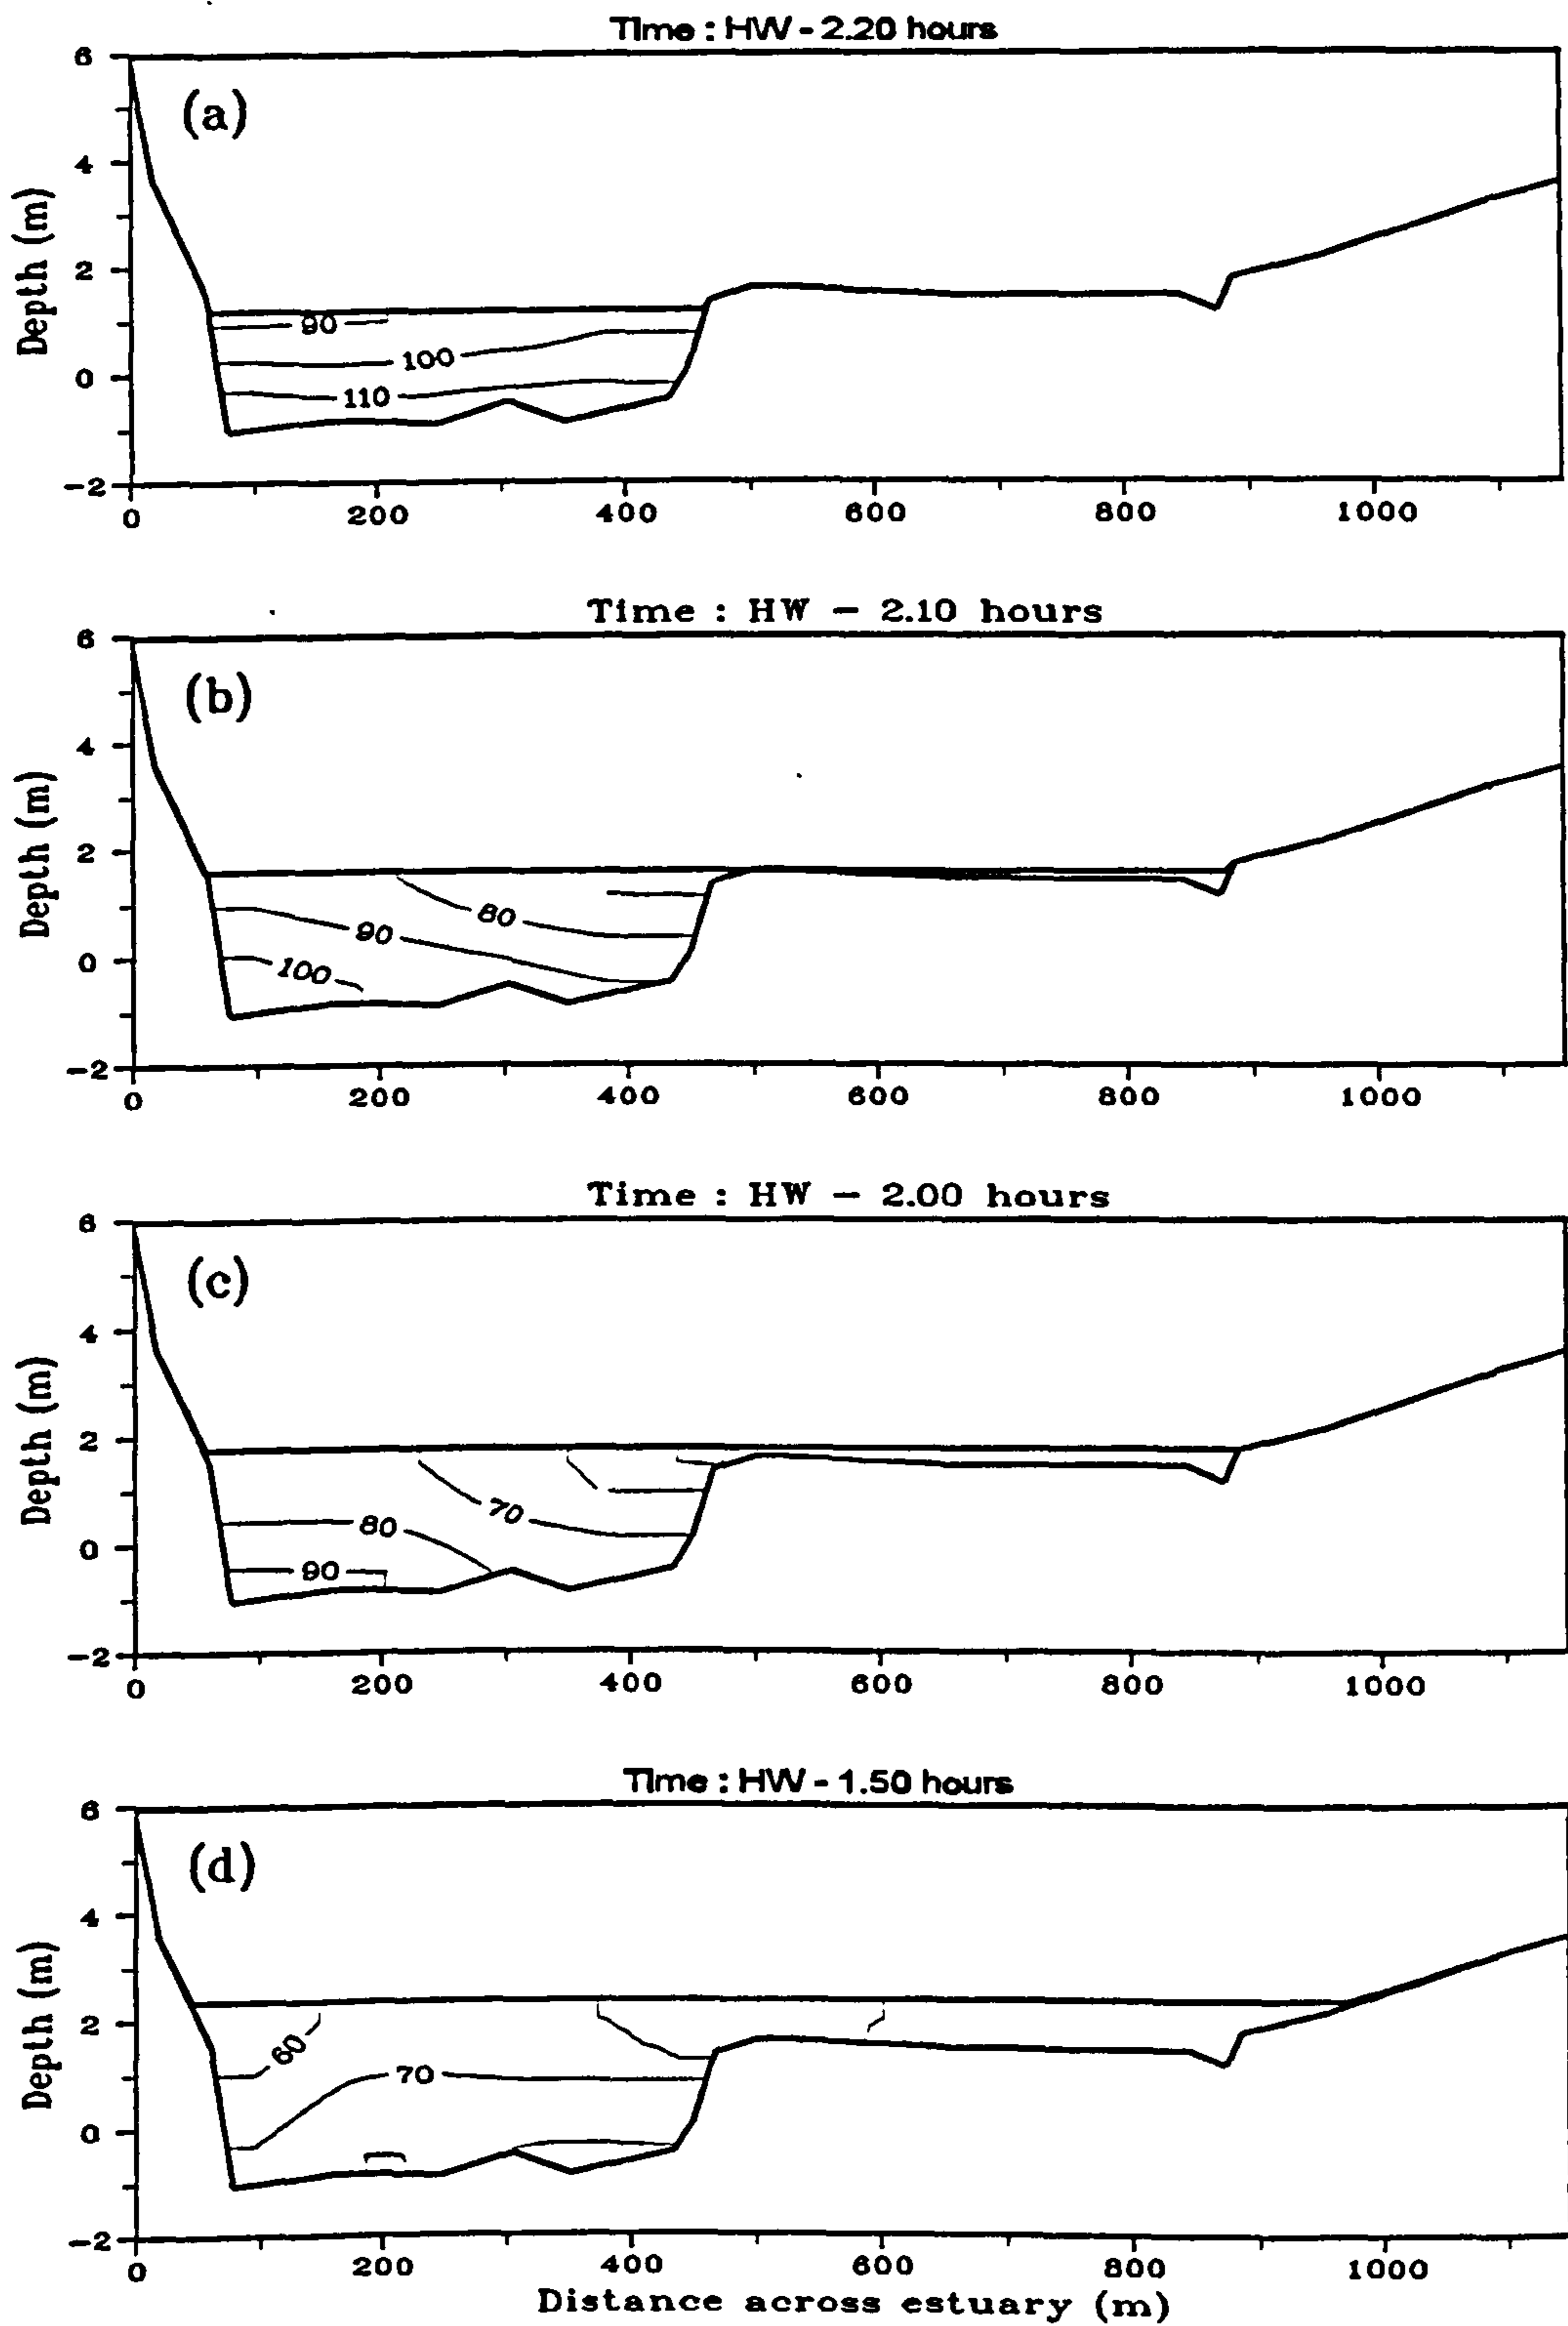 Time : HW - 2.20 hours
(a)
Depth (m)
6
4
2
0
-2
90
100
110
0 200 400 600 800 1000
Time : HW - 2.10 hours
(b)
Depth (m)
6
4
2
0
-2
80
90
100
0 200 400 600 800 1000
Time : HW - 2.00 hours
(c)
Depth (m)
6
4
2
0
-2
70
80
90
0 200 400 600 800 1000
Time : HW - 1.50 hours
(d)
Depth (m)
6
4
2
0
-2
60
70
0 200 400 600 800 1000
Distance across estuary (m)